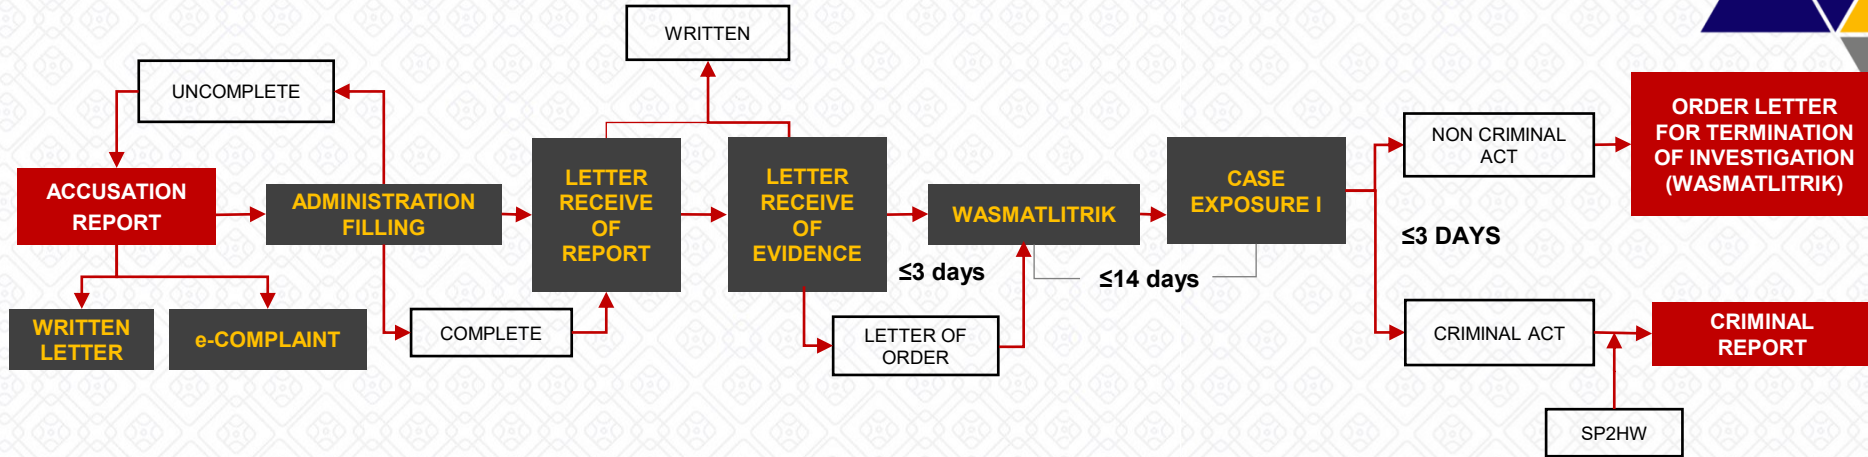 WRITTEN
UNCOMPLETE
ACCUSATION
REPORT
ADMINISTRATION
FILLING
LETTER
RECEIVE
OF
REPORT
LETTER
RECEIVE
OF
EVIDENCE
WASMATLITRIK
CASE
EXPOSURE I
NON CRIMINAL
ACT
ORDER LETTER
FOR TERMINATION
OF INVESTIGATION
(WASMATLITRIK)
≤3 days
≤14 days
≤3 DAYS
WRITTEN
LETTER
e-COMPLAINT
COMPLETE
LETTER OF
ORDER
CRIMINAL ACT
CRIMINAL
REPORT
SP2HW